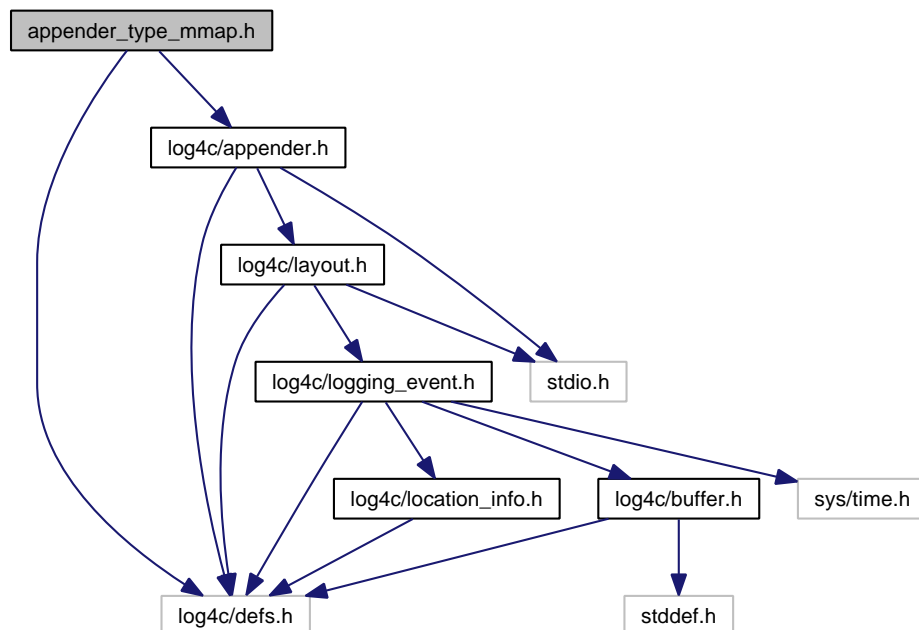 appender_type_mmap.h
log4c/appender.h
log4c/layout.h
log4c/logging_event.h
stdio.h
log4c/location_info.h
log4c/buffer.h
sys/time.h
log4c/defs.h
stddef.h